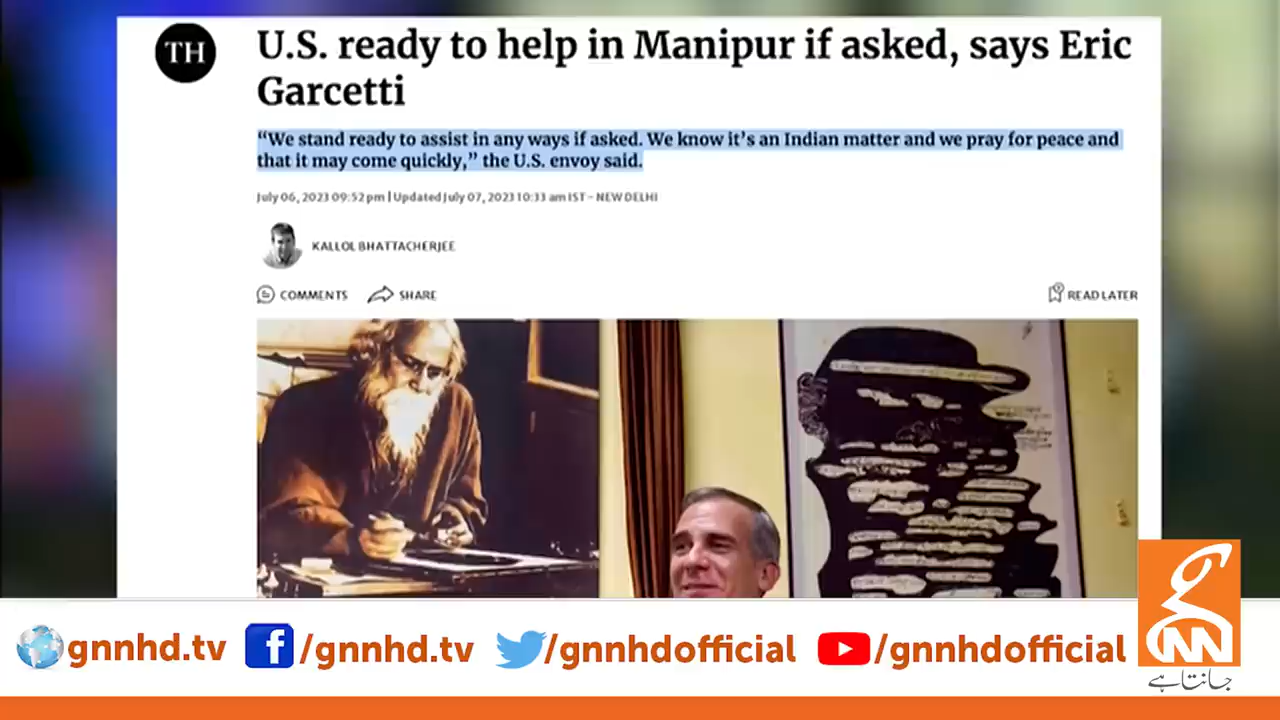 TH
U.S. ready to help in Manipur if asked, says Eric
Garcetti
“We stand ready to assist in any ways if asked. We know it’s an Indian matter and we pray for peace and
that it may come quickly,” the U.S. envoy said.
July 06, 2023 09:52 pm | Updated July 07, 2023 10:33 am IST - NEW DELHI
KALLOL BHATTACHERJEE
COMMENTS SHARE READ LATER
gnnhd.tv /gnnhd.tv /gnnhdofficial /gnnhdofficial
GNN
جانتا ہے